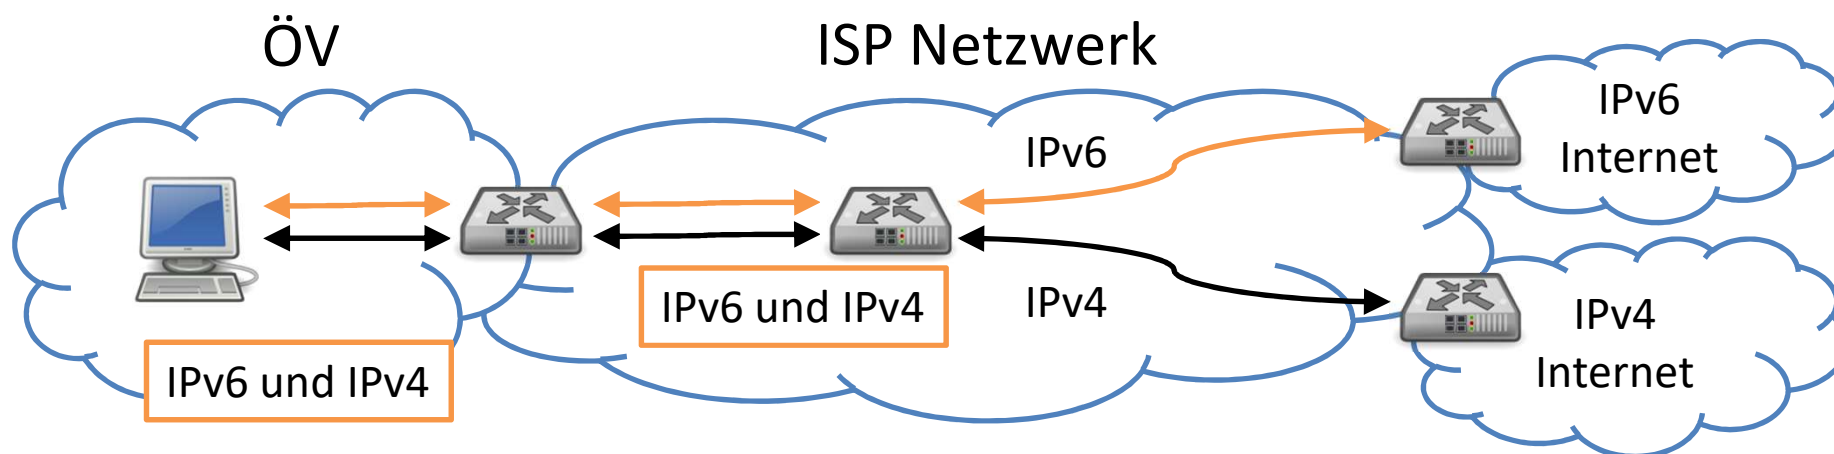 ÖV
ISP Netzwerk
IPv6
Internet
IPv6
IPv6 und IPv4
IPv4
IPv4
Internet
IPv6 und IPv4